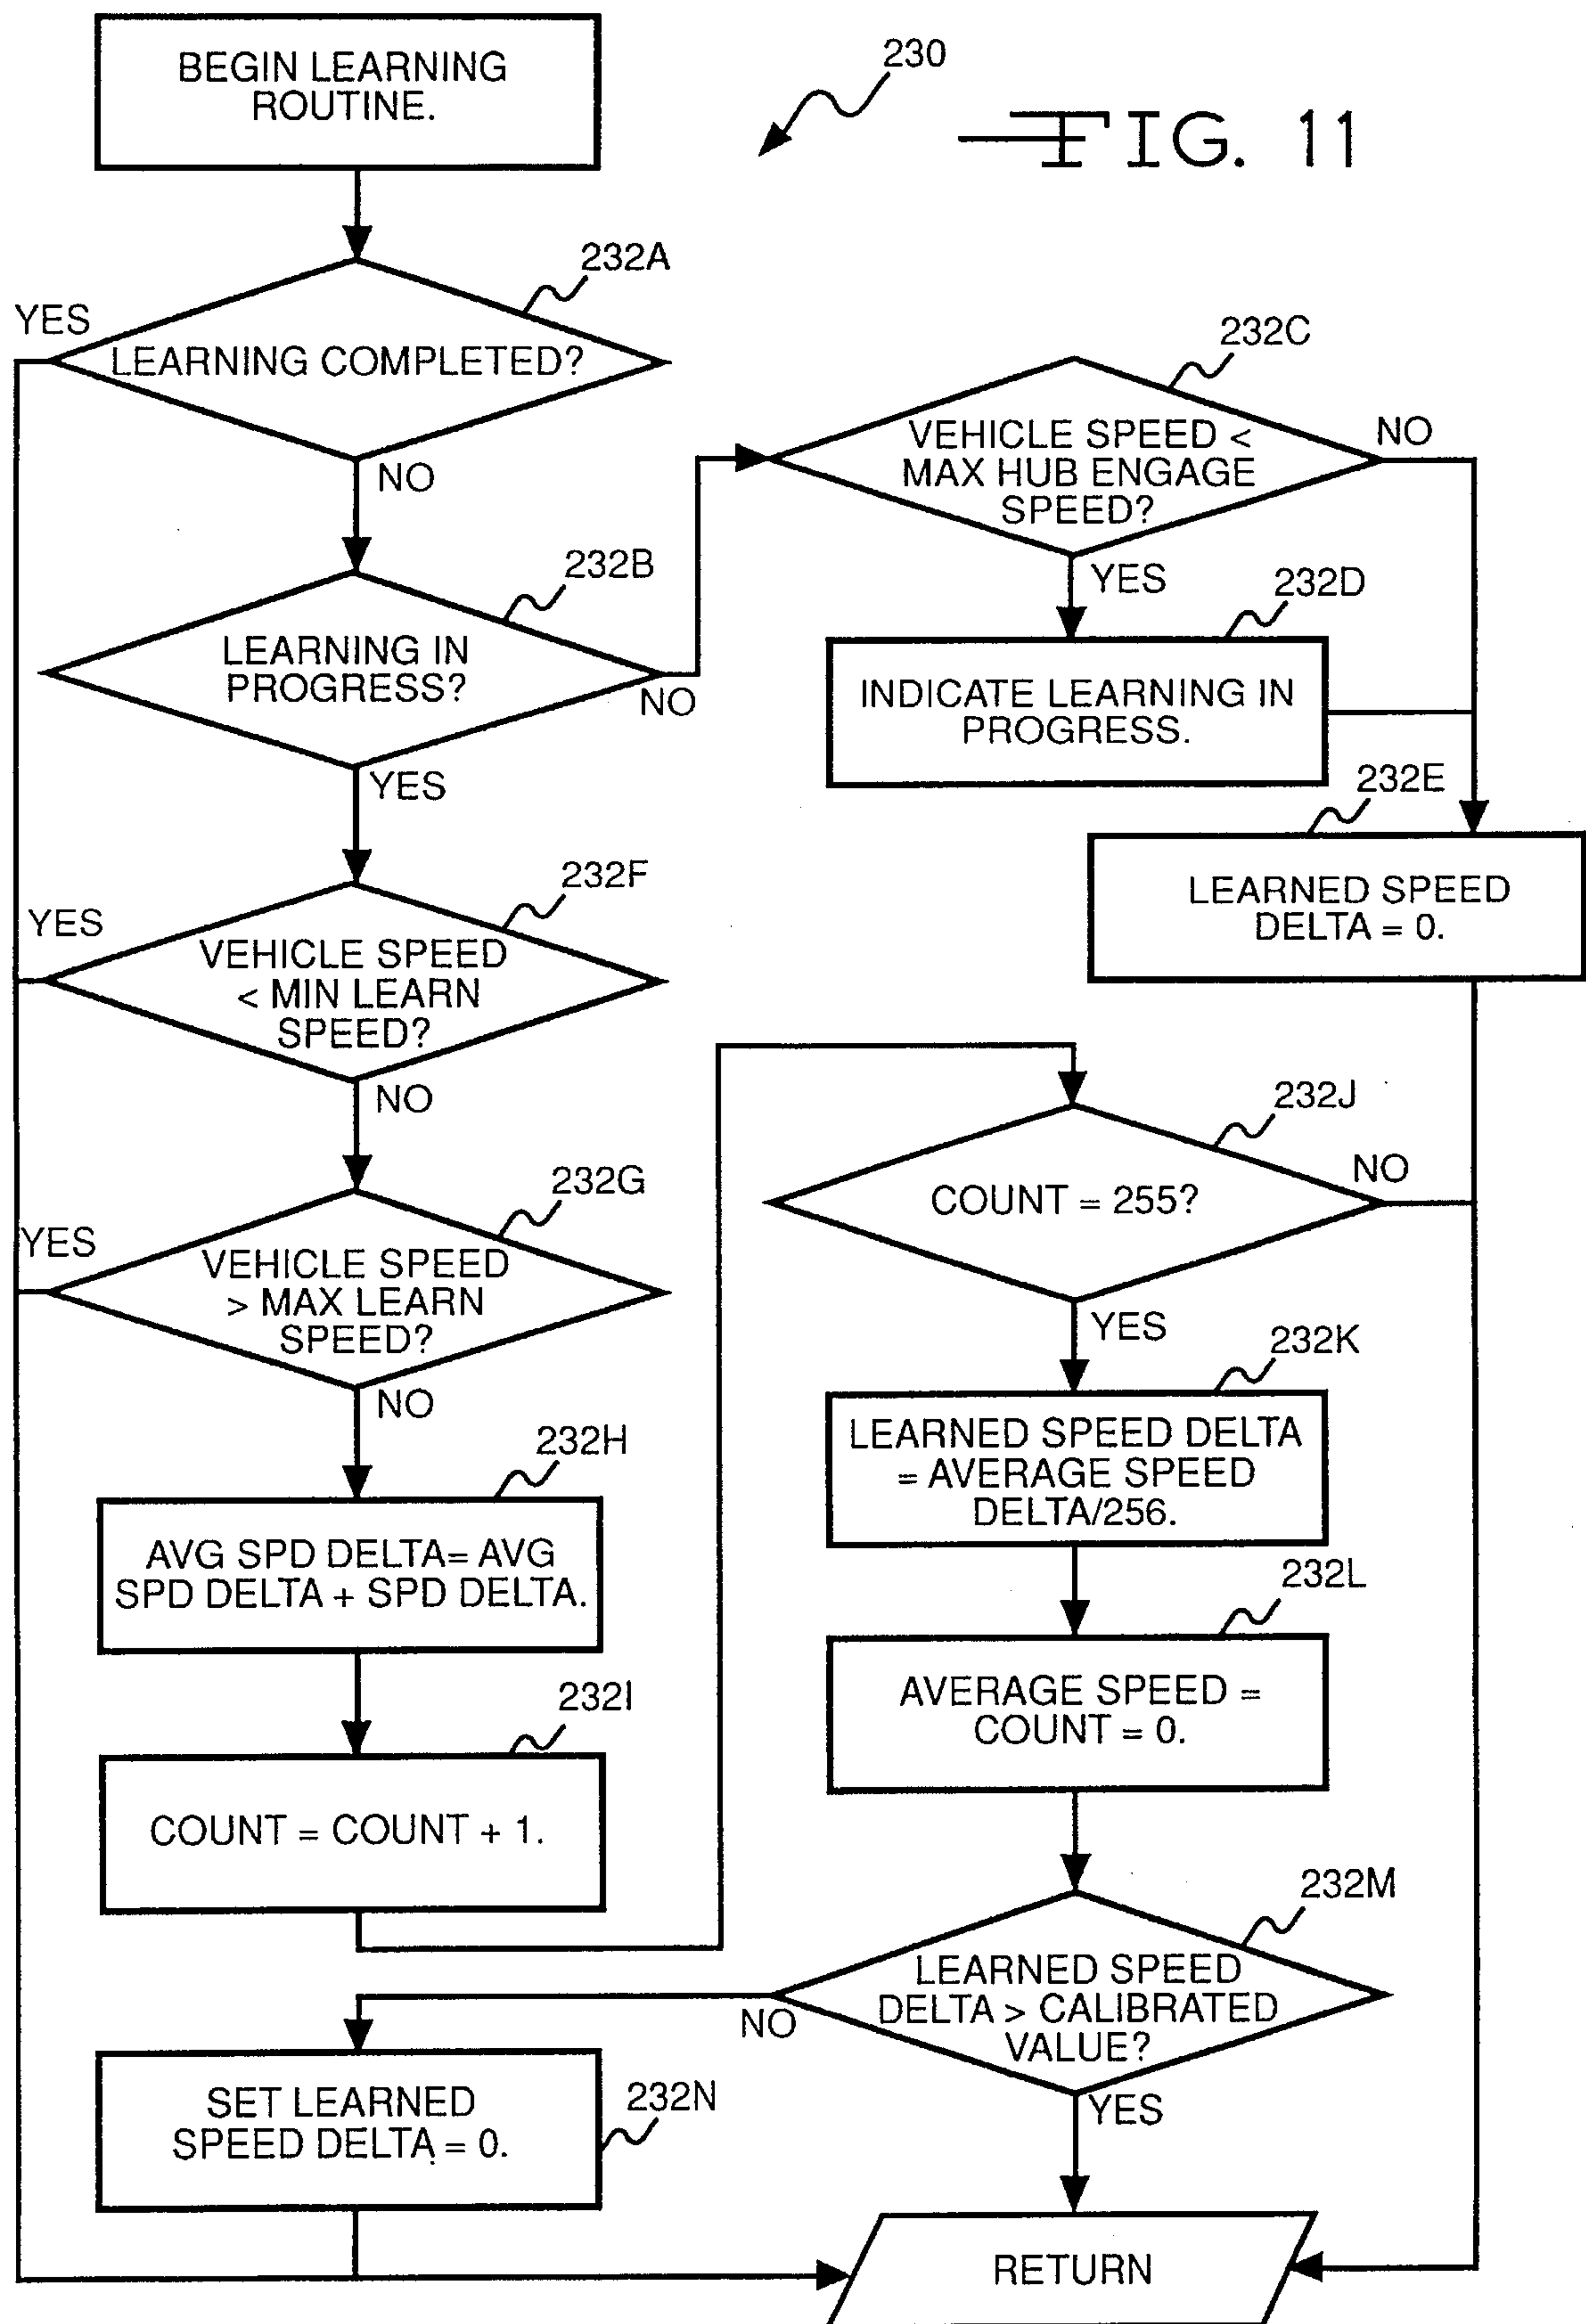 BEGIN LEARNING
ROUTINE.
230
FIG. 11
232A
YES
LEARNING COMPLETED?
NO
232B
LEARNING IN
PROGRESS?
NO
YES
232C
VEHICLE SPEED <
MAX HUB ENGAGE
SPEED?
NO
YES
232D
INDICATE LEARNING IN
PROGRESS.
232E
LEARNED SPEED
DELTA = 0.
232F
YES
VEHICLE SPEED
< MIN LEARN
SPEED?
NO
232G
YES
VEHICLE SPEED
> MAX LEARN
SPEED?
NO
232H
AVG SPD DELTA= AVG
SPD DELTA + SPD DELTA.
232I
COUNT = COUNT + 1.
232J
COUNT = 255?
NO
YES
232K
LEARNED SPEED DELTA
= AVERAGE SPEED
DELTA/256.
232L
AVERAGE SPEED =
COUNT = 0.
232M
LEARNED SPEED
DELTA > CALIBRATED
VALUE?
NO
YES
SET LEARNED
SPEED DELTA = 0.
232N
RETURN